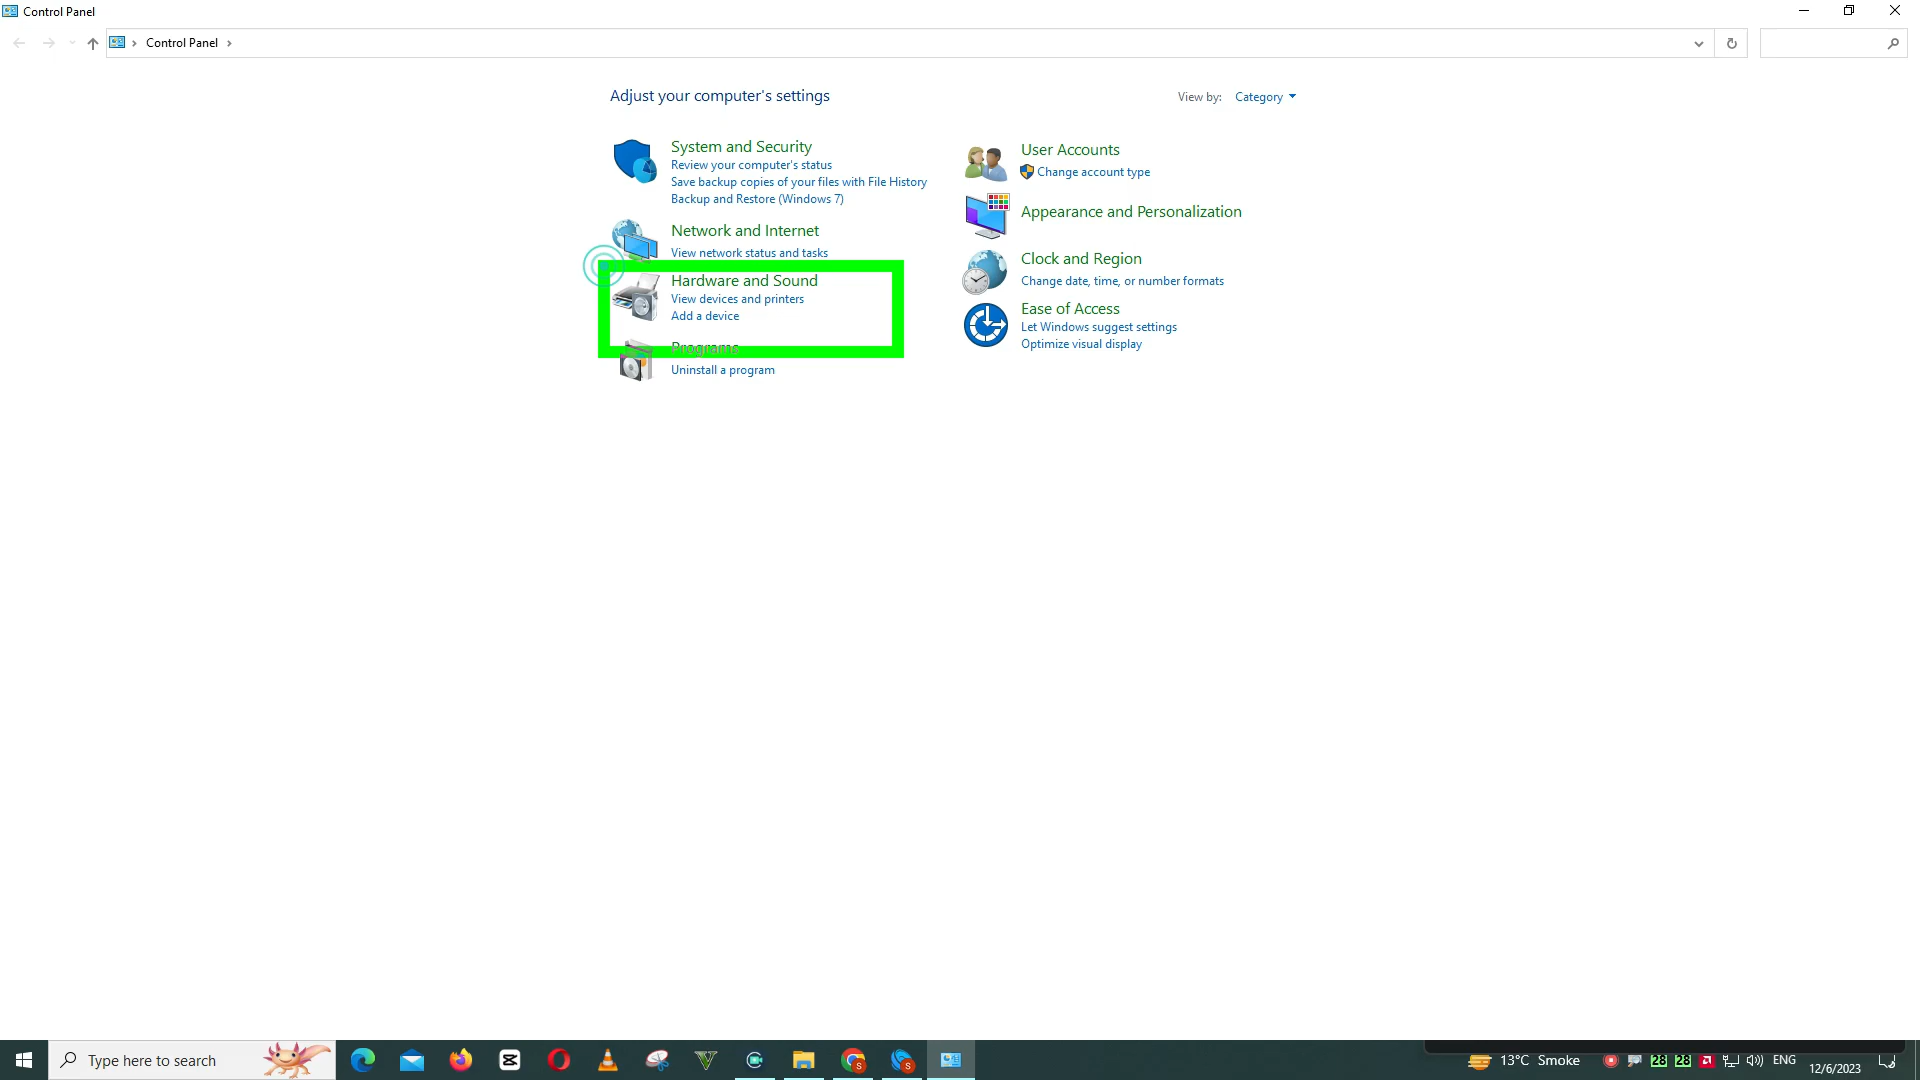 Control Panel
Control Panel
Adjust your computer's settings
View by: Category
System and Security
Review your computer's status
Save backup copies of your files with File History
Backup and Restore (Windows 7)
Network and Internet
View network status and tasks
Hardware and Sound
View devices and printers
Add a device
Programs
Uninstall a program
User Accounts
Change account type
Appearance and Personalization
Clock and Region
Change date, time, or number formats
Ease of Access
Let Windows suggest settings
Optimize visual display
Type here to search
13°C Smoke
28 28
ENG
12/6/2023